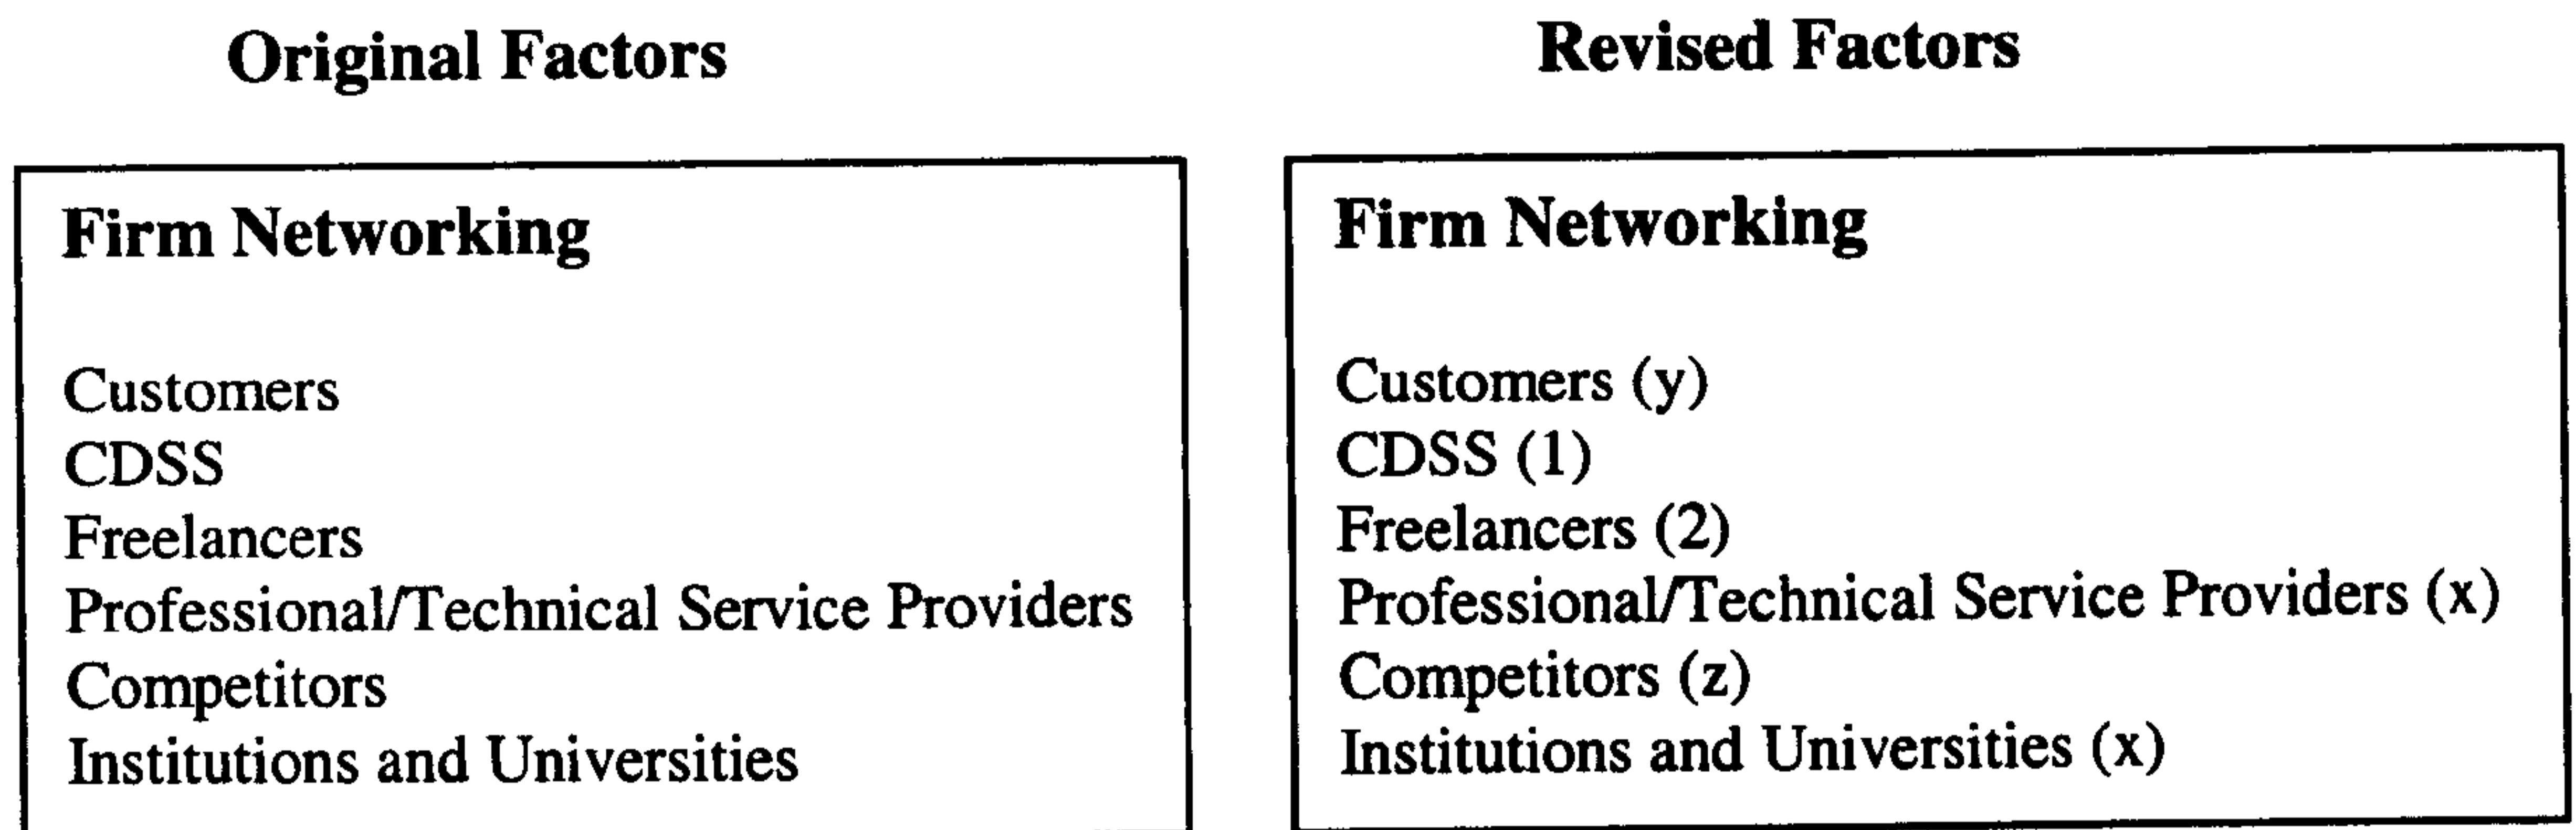 Original Factors
Revised Factors
Firm Networking
Customers
CDSS
Freelancers
Professional/Technical Service Providers
Competitors
Institutions and Universities
Firm Networking
Customers (y)
CDSS (1)
Freelancers (2)
Professional/Technical Service Providers (x)
Competitors (z)
Institutions and Universities (x)